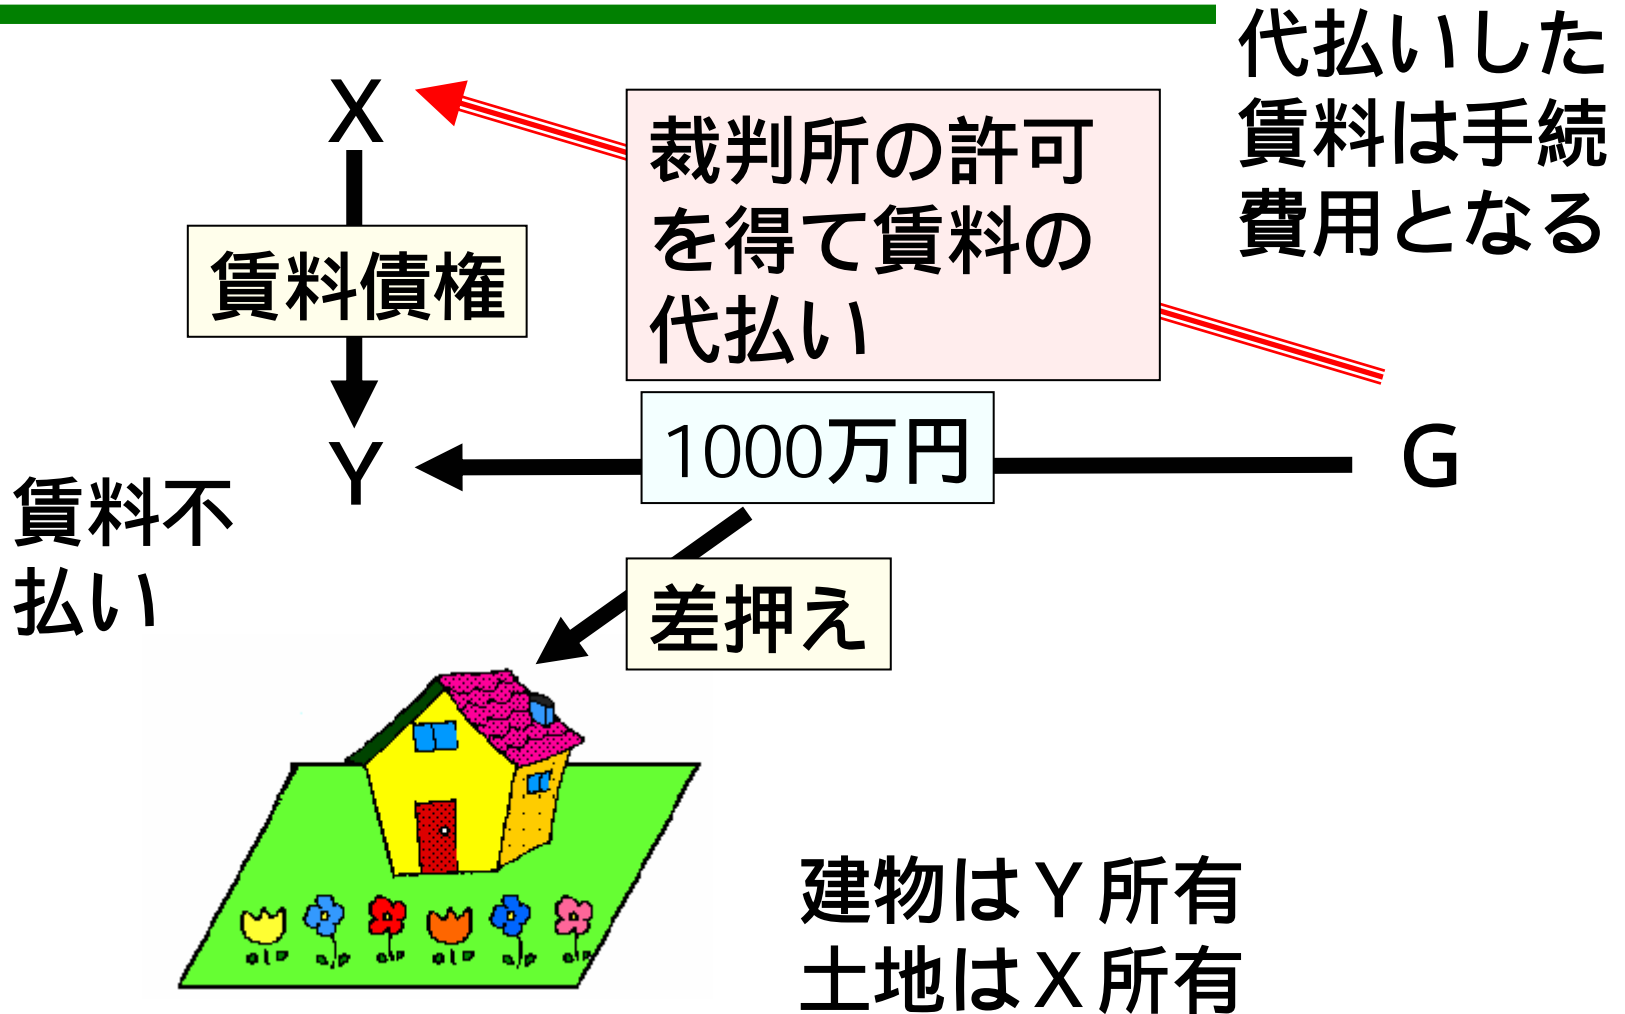 代払いした
賃料は手続
費用となる
X
裁判所の許可
を得て賃料の
代払い
賃料債権
Y
1000万円
G
賃料不
払い
差押え
建物はY所有
土地はX所有